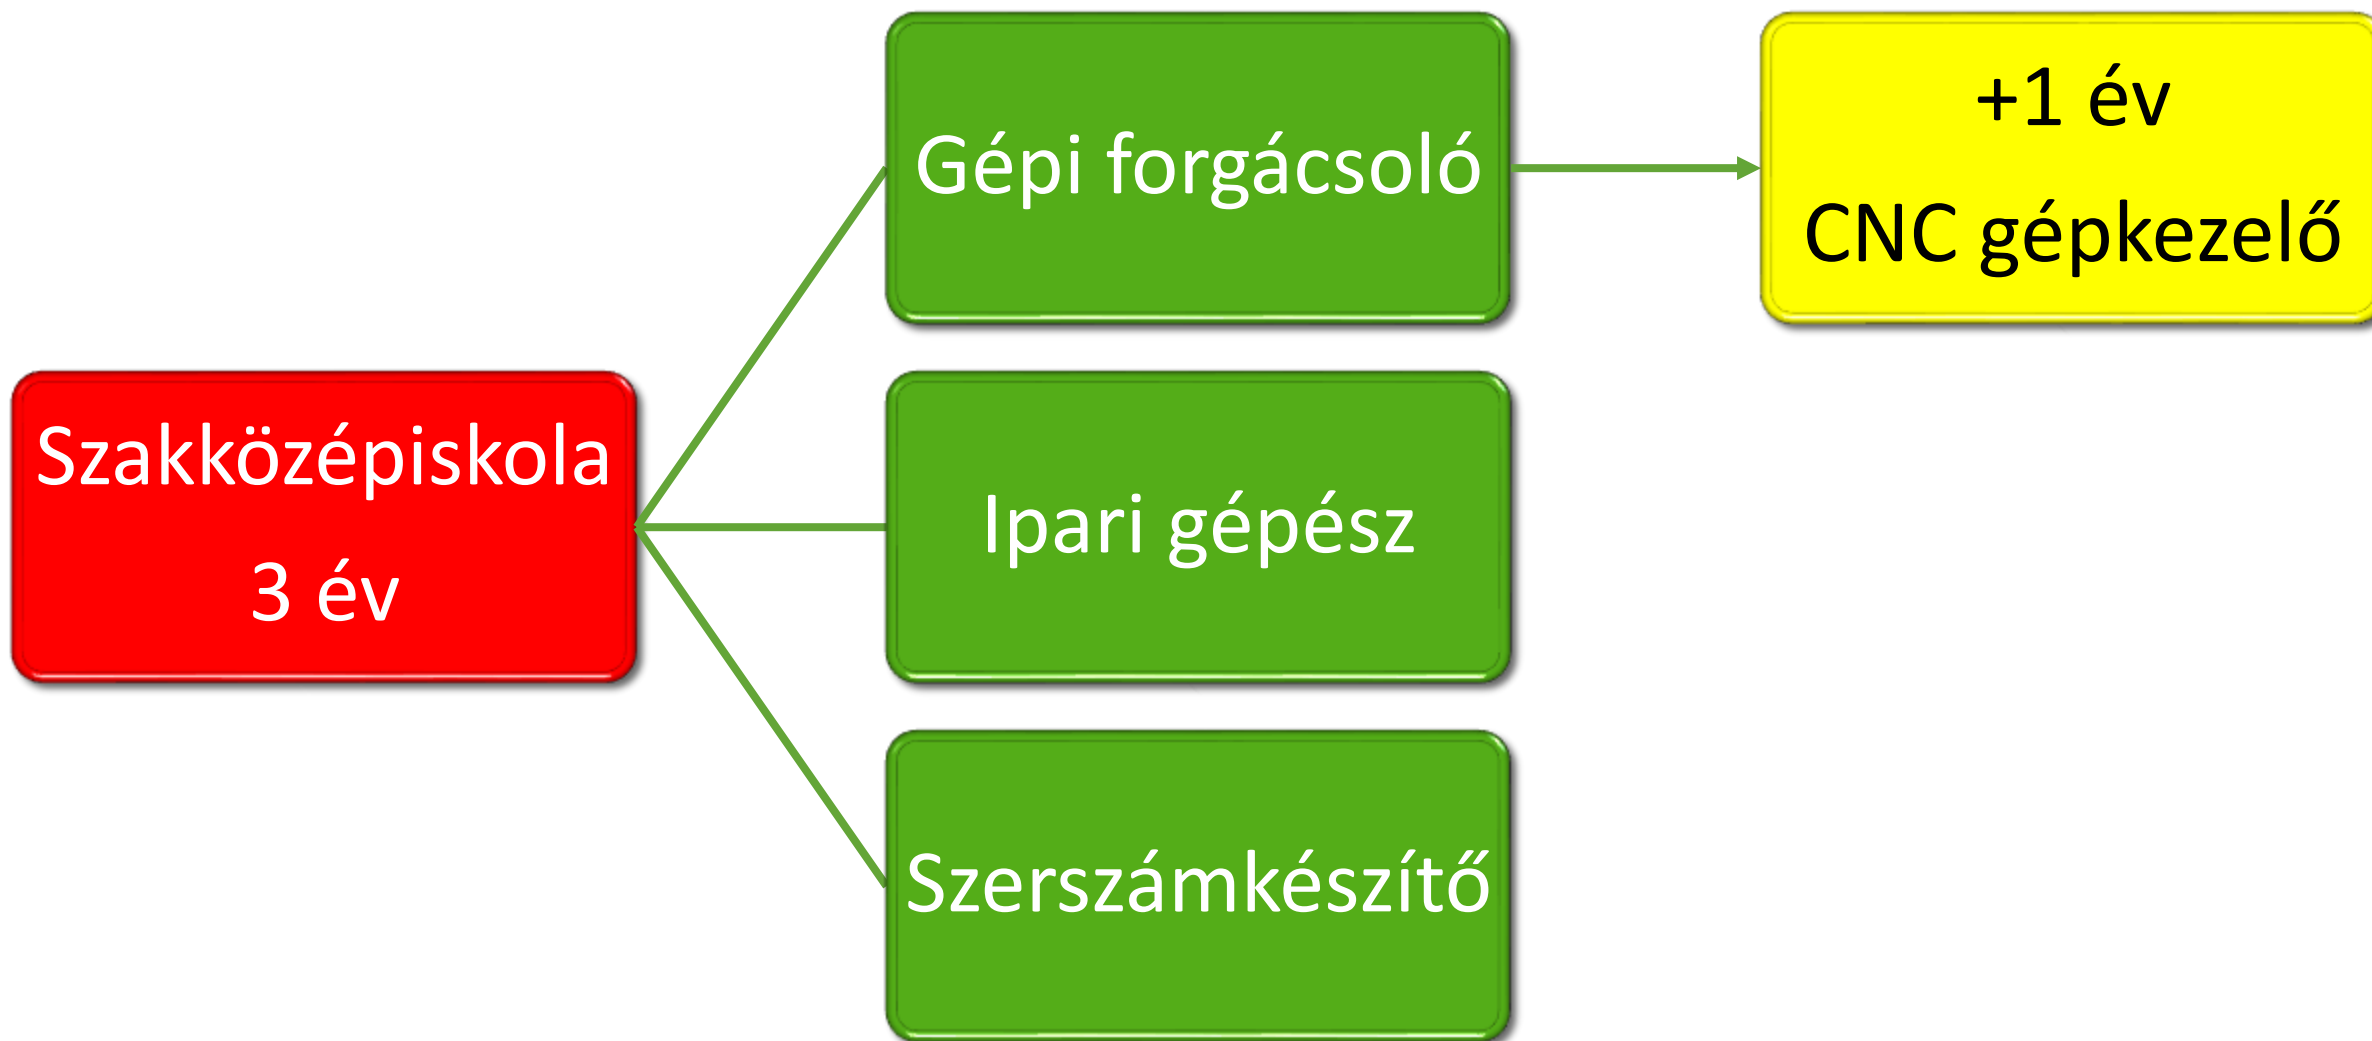 Szakközépiskola
3 év
Gépi forgácsoló
+1 év
CNC gépkezelő
Ipari gépész
Szerszámkészítő